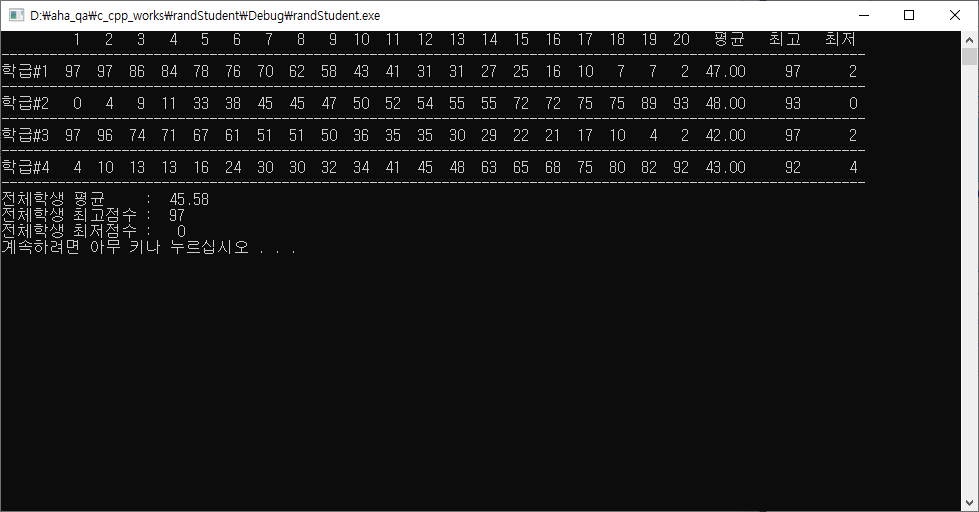 D:\aha_qa\c_cpp_works\randStudent\Debug\randStudent.exe
1 2 3 4 5 6 7 8 9 10 11 12 13 14 15 16 17 18 19 20 평균 최고 최저
학급#1 97 97 86 84 78 76 70 62 58 43 41 31 31 27 25 16 10 7 7 2 47.00 97 2
학급#2 0 4 9 11 33 38 45 45 47 50 52 54 55 55 72 72 75 75 89 93 48.00 93 0
학급#3 97 96 74 71 67 61 51 51 50 36 35 35 30 29 22 21 17 10 4 2 42.00 97 2
학급#4 4 10 13 13 16 24 30 30 32 34 41 45 48 63 65 68 75 80 82 92 43.00 92 4
전체학생 평균 : 45.58
전체학생 최고점수 : 97
전체학생 최저점수 : 0
계속하려면 아무 키나 누르십시오 . . .